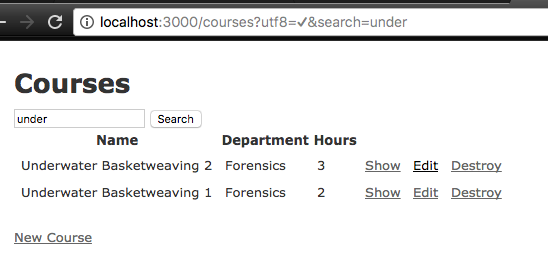 localhost:3000/courses?utf8=✓&search=under
Courses
under Search
Name Department Hours
Underwater Basketweaving 2 Forensics 3 Show Edit Destroy
Underwater Basketweaving 1 Forensics 2 Show Edit Destroy
New Course